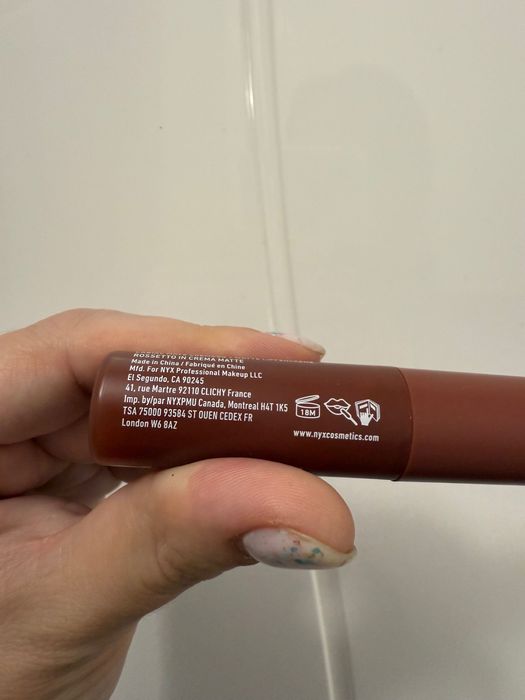 ROSSETTO IN CREMA MATTE
Made in China / Fabriqué en Chine
Mfd. For NYX Professional Makeup LLC
El Segundo, CA 90245
41, rue Martre 92110 CLICHY France
Imp. by/par NYXPMU Canada, Montreal H4T 1K5
TSA 75000 93584 ST OUEN CEDEX FR
London W6 8AZ
18M
www.nyxcosmetics.com